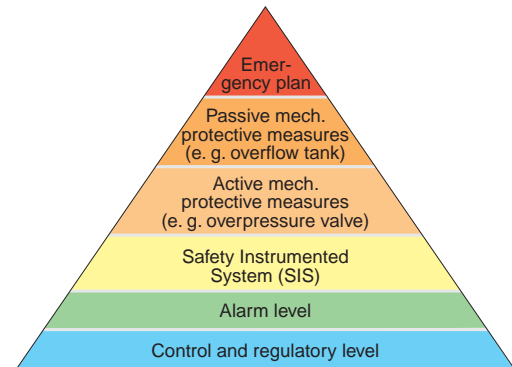 Emer-
gency plan
Passive mech.
protective measures
(e. g. overflow tank)
Active mech.
protective measures
(e. g. overpressure valve)
Safety Instrumented
System (SIS)
Alarm level
Control and regulatory level